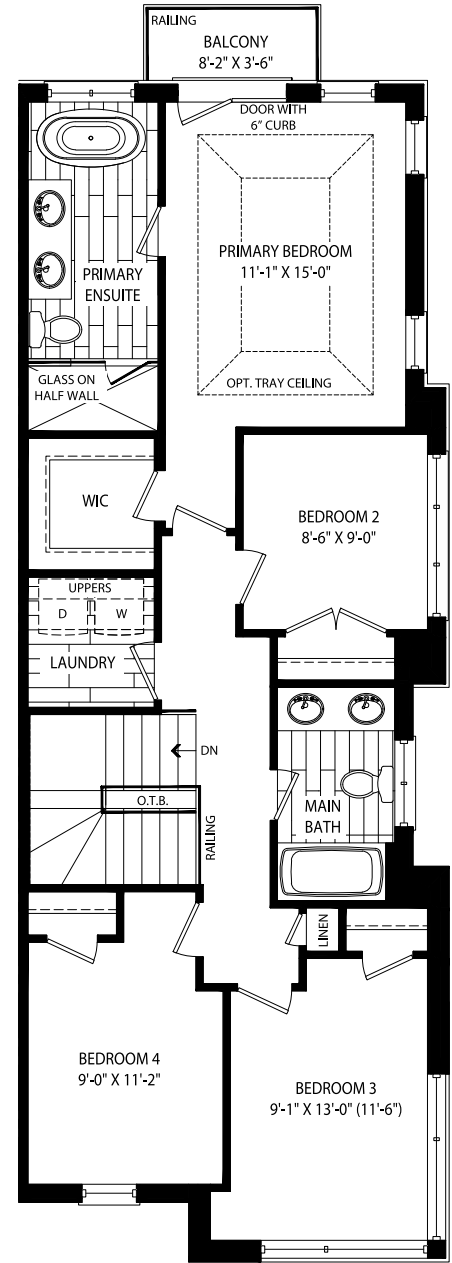 RAILING
BALCONY
8'-2" X 3'-6"
DOOR WITH
6" CURB
PRIMARY BEDROOM
11'-1" X 15'-0"
OPT. TRAY CEILING
PRIMARY
ENSUITE
GLASS ON
HALF WALL
WIC
BEDROOM 2
8'-6" X 9'-0"
UPPERS
D
W
LAUNDRY
DN
O.T.B.
RAILING
MAIN
BATH
LINEN
BEDROOM 4
9'-0" X 11'-2"
BEDROOM 3
9'-1" X 13'-0" (11'-6")